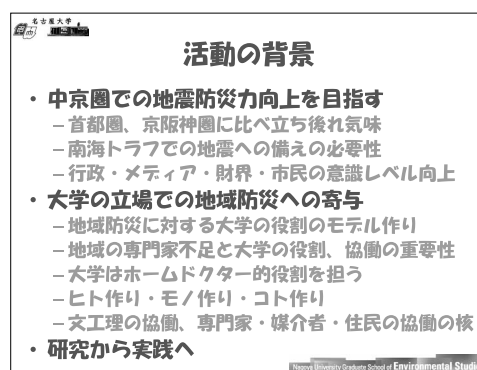 名古屋大学
活動の背景
・中京圏での地震防災力向上を目指す
–首都圏、京阪神圏に比べ立ち後れ気味
–南海トラフでの地震への備えの必要性
–行政・メディア・財界・市民の意識レベル向上
・大学の立場での地域防災への寄与
–地域防災に対する大学の役割のモデル作り
–地域の専門家不足と大学の役割、協働の重要性
–大学はホームドクター的役割を担う
–ヒト作り・モノ作り・コト作り
–文工理の協働、専門家・媒介者・住民の協働の核
・研究から実践へ
Nagoya University Graduate School of Environmental Studies